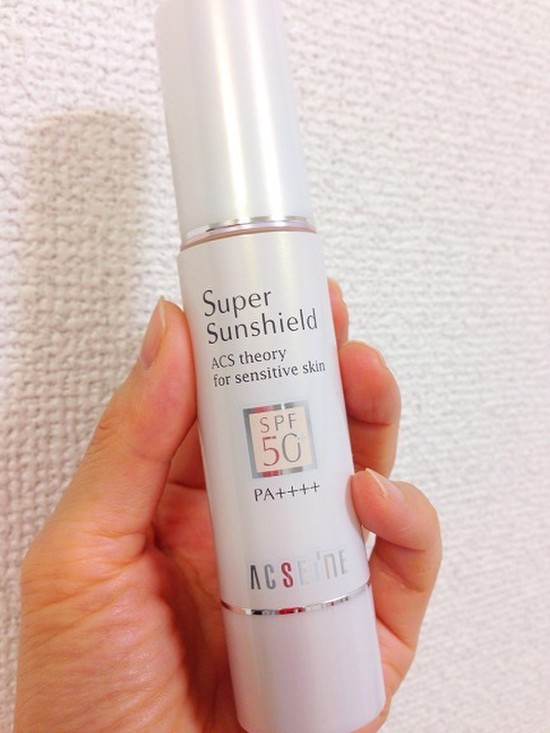 Super
Sunshield
ACS theory
for sensitive skin
SPF
50+
PA++++
ACSEINE